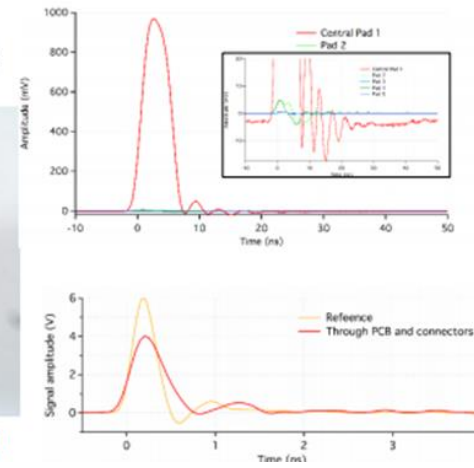 1000
800
600
400
200
0
Amplitude (mV)
Central Pad 1
Pad 2
-10 0 10 20 30 40 50
Time (ns)
6
4
2
0
Signal amplitude (V)
Refeence
Through PCB and connectors
0 1 2 3
Time (ns)